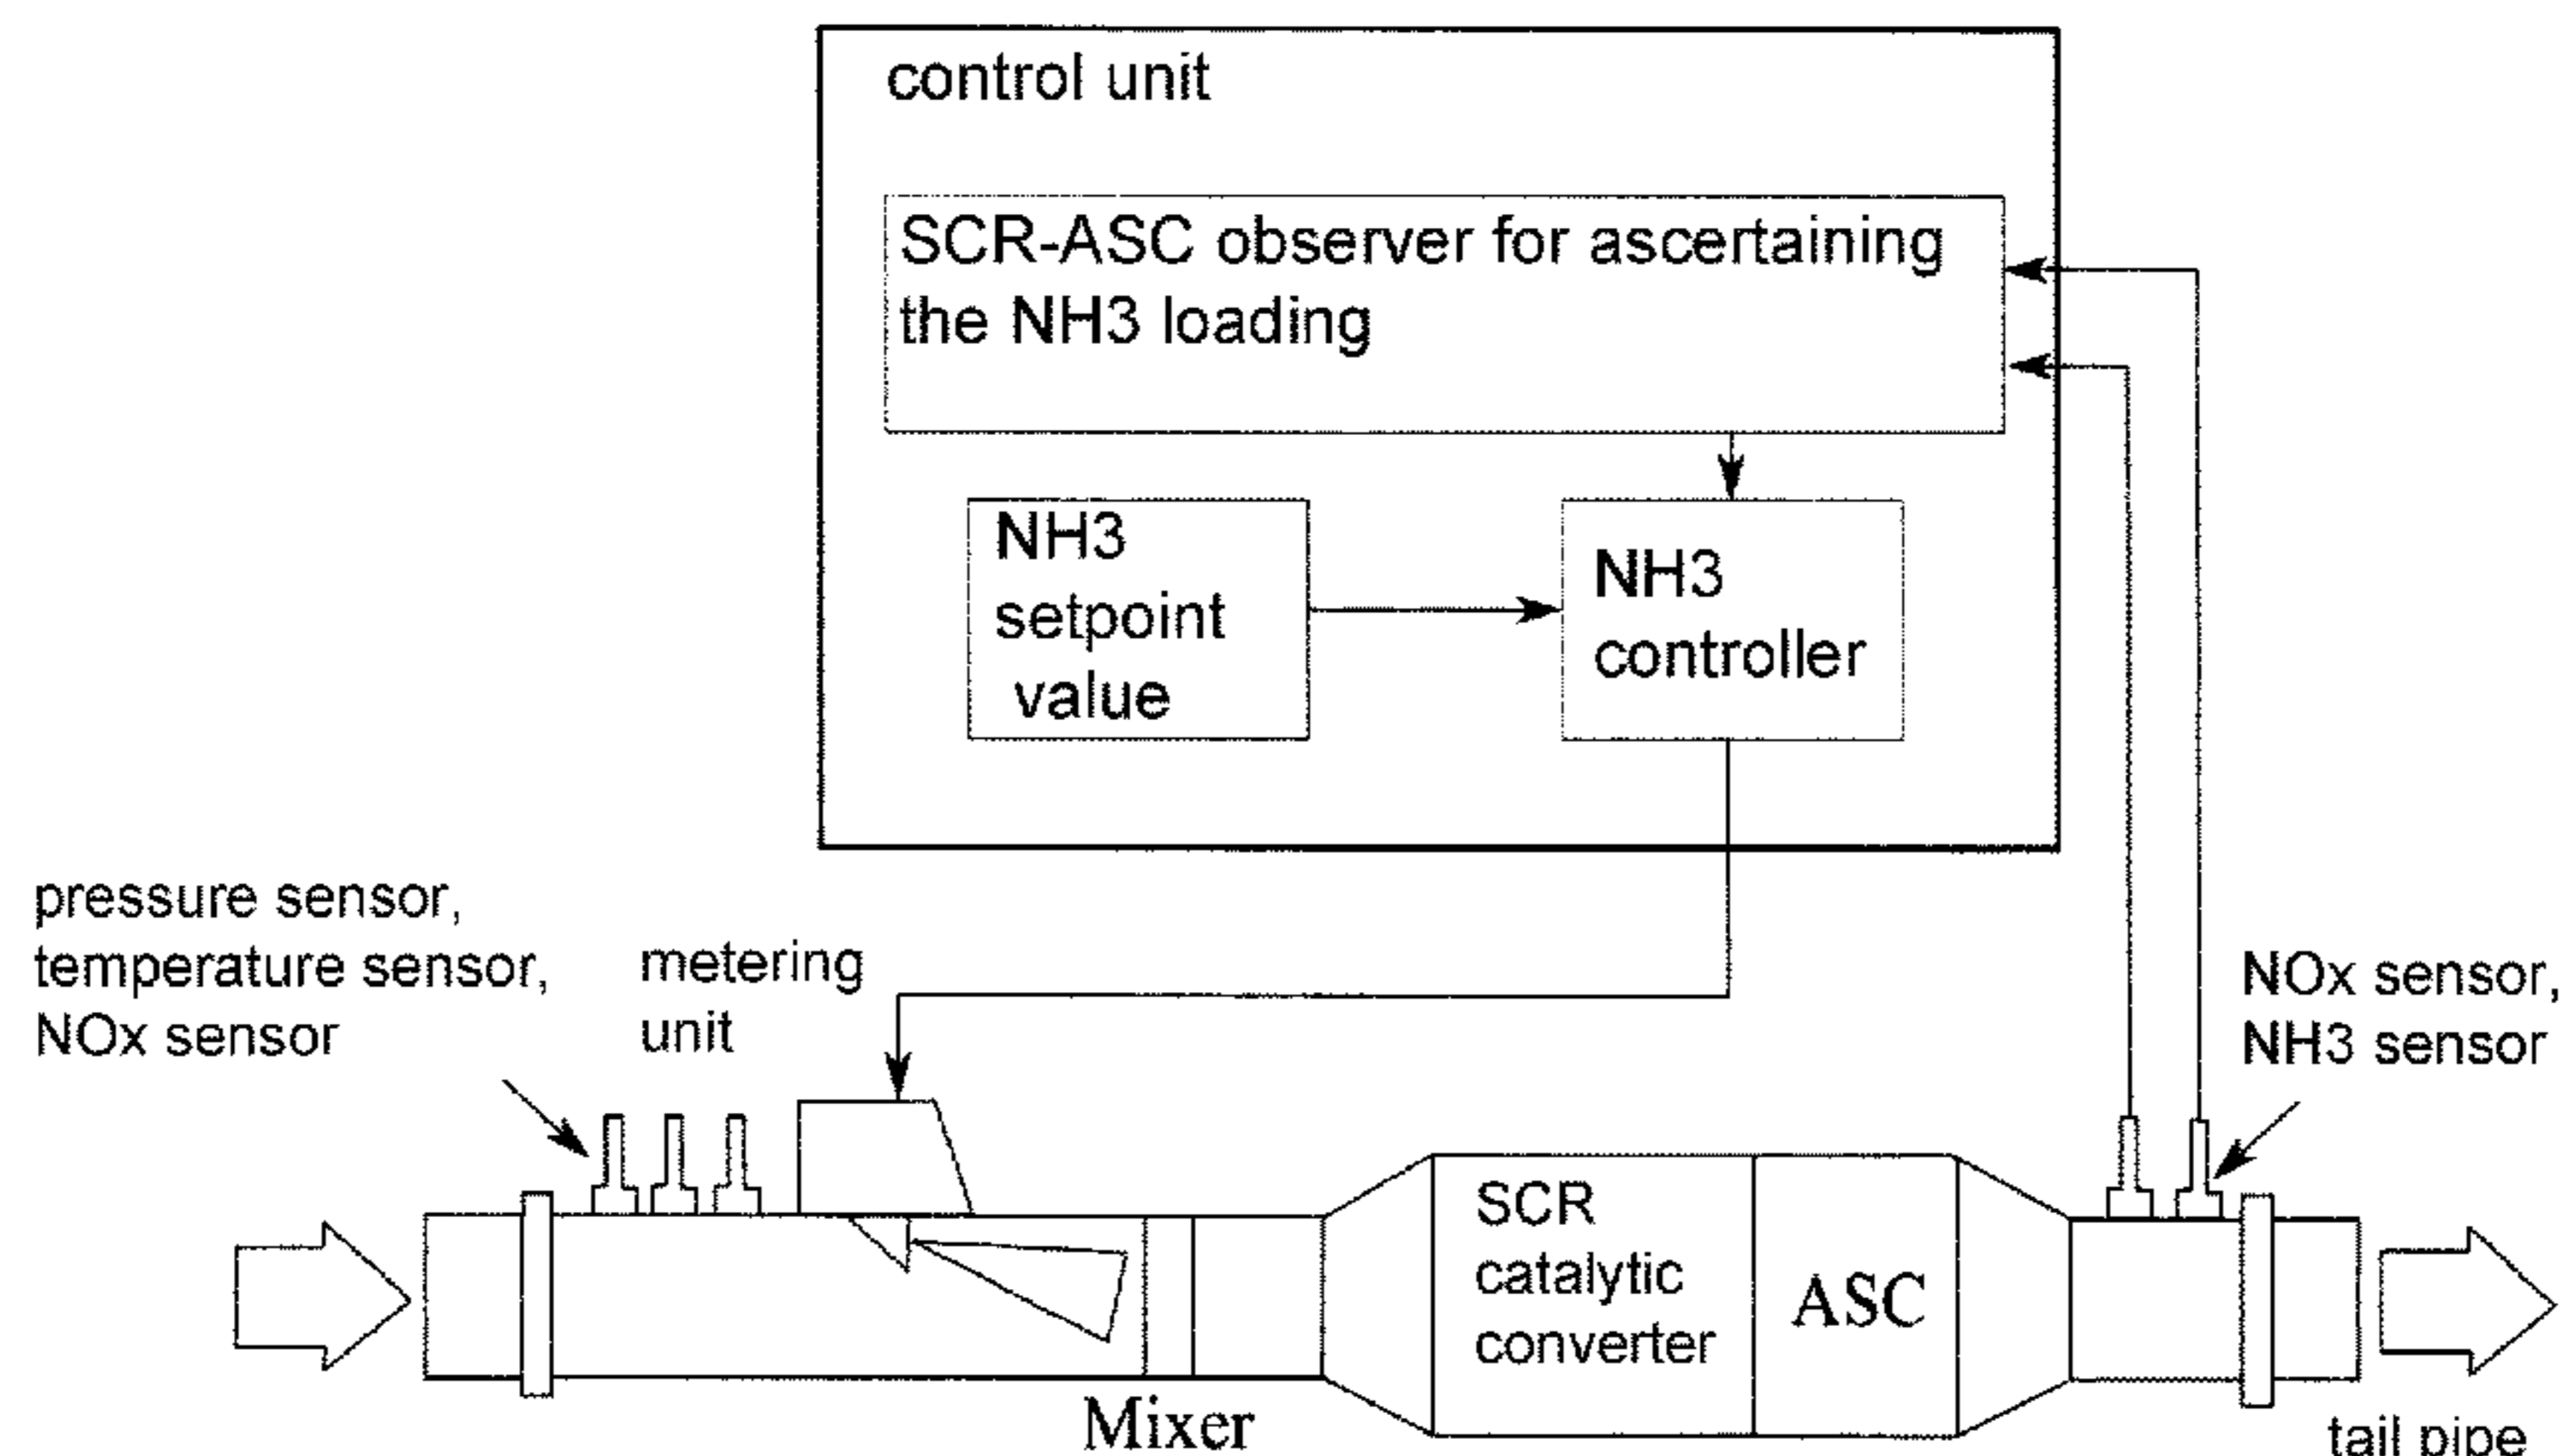 control unit
SCR-ASC observer for ascertaining
the NH3 loading
NH3
setpoint
value
NH3
controller
pressure sensor,
temperature sensor,
NOx sensor
metering
unit
NOx sensor,
NH3 sensor
SCR
catalytic
converter
ASC
Mixer
tail pipe